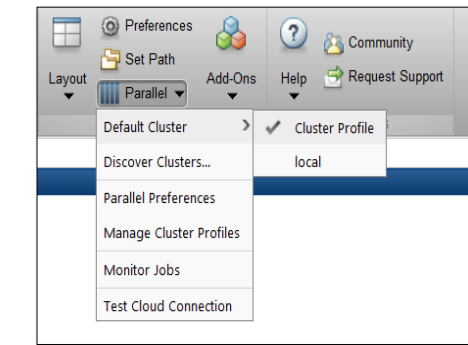 Preferences
Set Path
Layout
Parallel
Add-Ons
Help
Community
Request Support
Default Cluster
Discover Clusters...
Parallel Preferences
Manage Cluster Profiles
Monitor Jobs
Test Cloud Connection
Cluster Profile
local